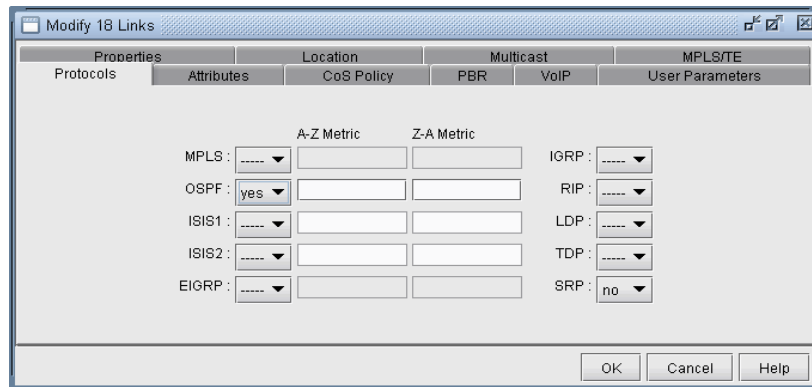 Modify 18 Links
Properties Location Multicast MPLS/TE
Protocols Attributes CoS Policy PBR VoIP User Parameters
A-Z Metric Z-A Metric
MPLS : ----- IGRP : -----
OSPF : yes RIP : -----
ISIS1 : ----- LDP : -----
ISIS2 : ----- TDP : -----
EIGRP : ----- SRP : no
OK Cancel Help